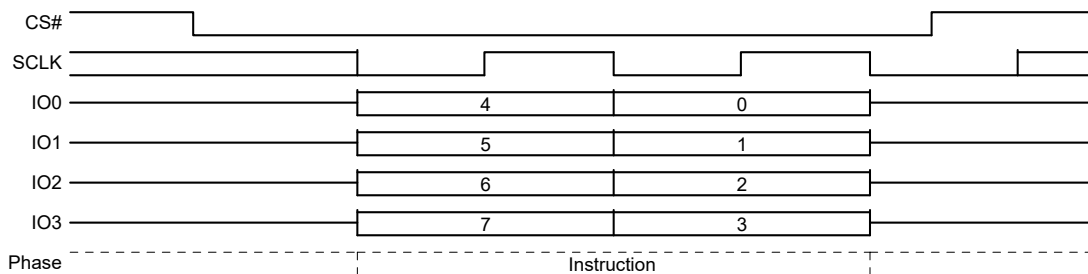 CS#
SCLK
IO0 4 0
IO1 5 1
IO2 6 2
IO3 7 3
Phase Instruction